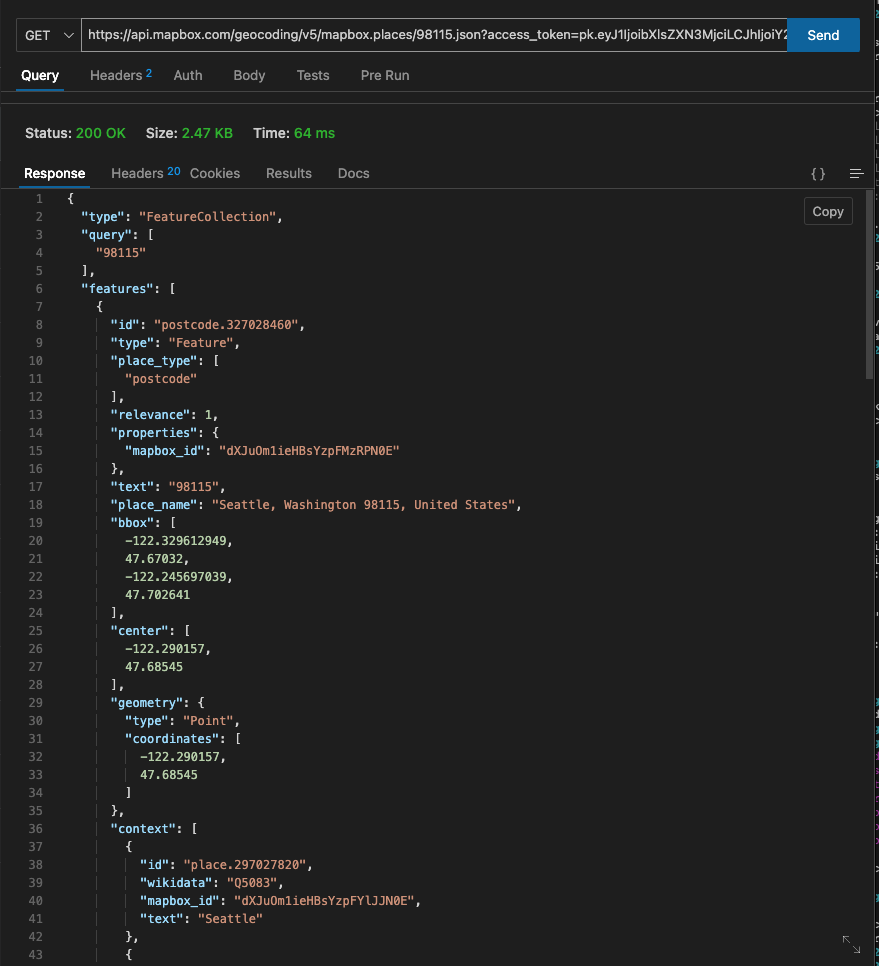 GET
https://api.mapbox.com/geocoding/v5/mapbox.places/98115.json?access_token=pk.eyJ1IjoibXlsZXN3MjciLCJhIjoiY2
Send
Query Headers 2 Auth Body Tests Pre Run
Status: 200 OK Size: 2.47 KB Time: 64 ms
Response Headers 20 Cookies Results Docs { }
Copy
1 {
2 "type": "FeatureCollection",
3 "query": [
4 "98115"
5 ],
6 "features": [
7 {
8 "id": "postcode.327028460",
9 "type": "Feature",
10 "place_type": [
11 "postcode"
12 ],
13 "relevance": 1,
14 "properties": {
15 "mapbox_id": "dXJuOm1ieHBsYzpFMzRPN0E"
16 },
17 "text": "98115",
18 "place_name": "Seattle, Washington 98115, United States",
19 "bbox": [
20 -122.329612949,
21 47.67032,
22 -122.245697039,
23 47.702641
24 ],
25 "center": [
26 -122.290157,
27 47.68545
28 ],
29 "geometry": {
30 "type": "Point",
31 "coordinates": [
32 -122.290157,
33 47.68545
34 ]
35 },
36 "context": [
37 {
38 "id": "place.297027820",
39 "wikidata": "Q5083",
40 "mapbox_id": "dXJuOm1ieHBsYzpFYlJJN0E",
41 "text": "Seattle"
42 },
43 {